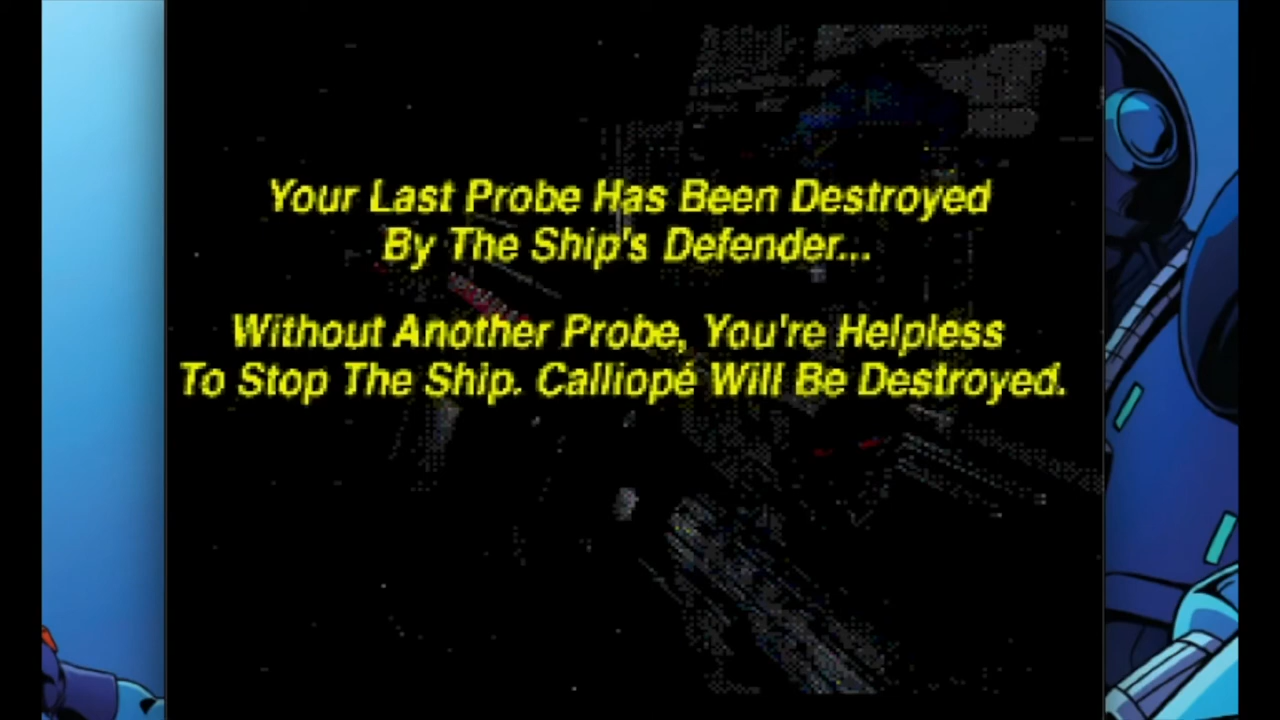 Your Last Probe Has Been Destroyed
By The Ship's Defender...
Without Another Probe, You're Helpless
To Stop The Ship. Calliopé Will Be Destroyed.